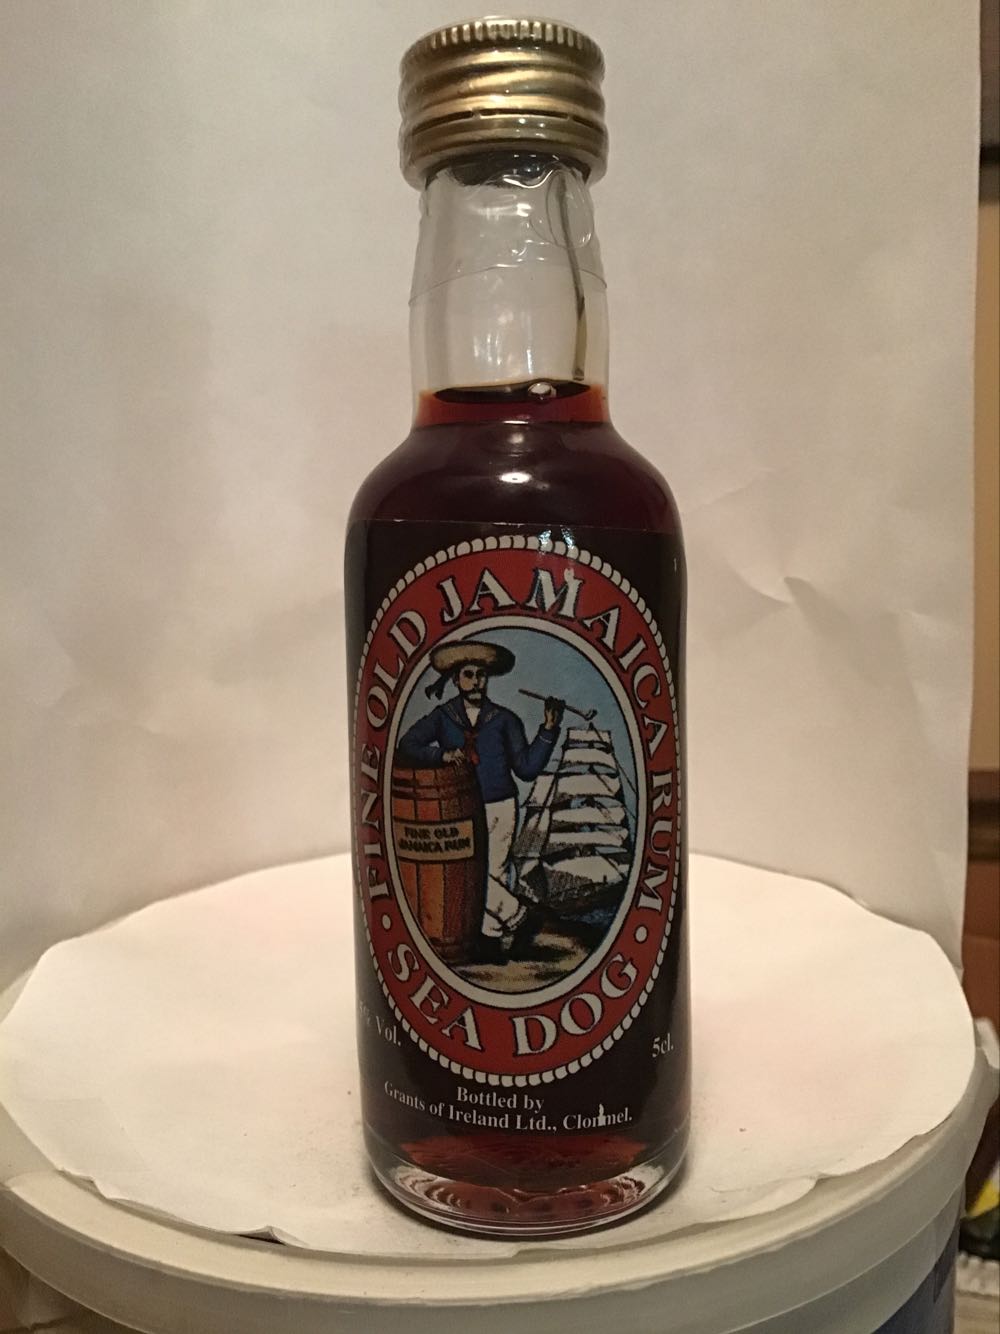 FINE OLD JAMAICA RUM
FINE OLD
JAMAICA RUM
• SEA DOG •
% Vol.
5cl.
Bottled by
Grants of Ireland Ltd., Clonmel.